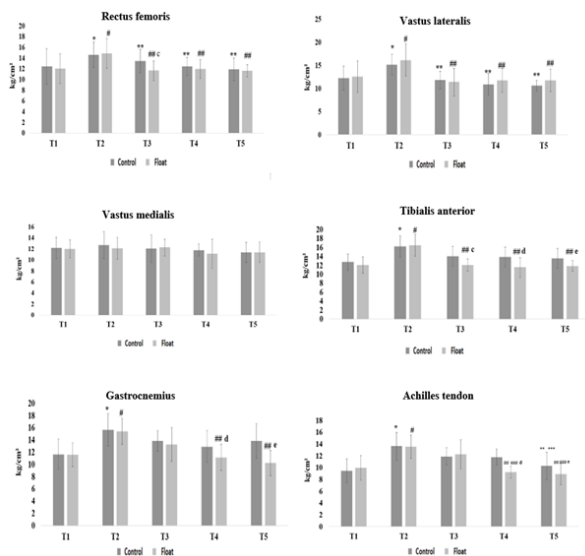 Rectus femoris
kg/cm²
20
18
16
14
12
10
8
6
4
2
0
* # ** ## c ** ## ** ##
T1 T2 T3 T4 T5
Control Float
Vastus lateralis
kg/cm²
25
20
15
10
5
0
* # ** ## ** ## ** ##
T1 T2 T3 T4 T5
Control Float
Vastus medialis
kg/cm²
16
14
12
10
8
6
4
2
0
T1 T2 T3 T4 T5
Control Float
Tibialis anterior
kg/cm²
20
18
16
14
12
10
8
6
4
2
0
* # ## c ## d ## e
T1 T2 T3 T4 T5
Control Float
Gastrocnemius
kg/cm²
20
18
16
14
12
10
8
6
4
2
0
* # ## d ## e
T1 T2 T3 T4 T5
Control Float
Achilles tendon
kg/cm²
18
16
14
12
10
8
6
4
2
0
* # ## ### d ** ***
T1 T2 T3 T4 T5
Control Float